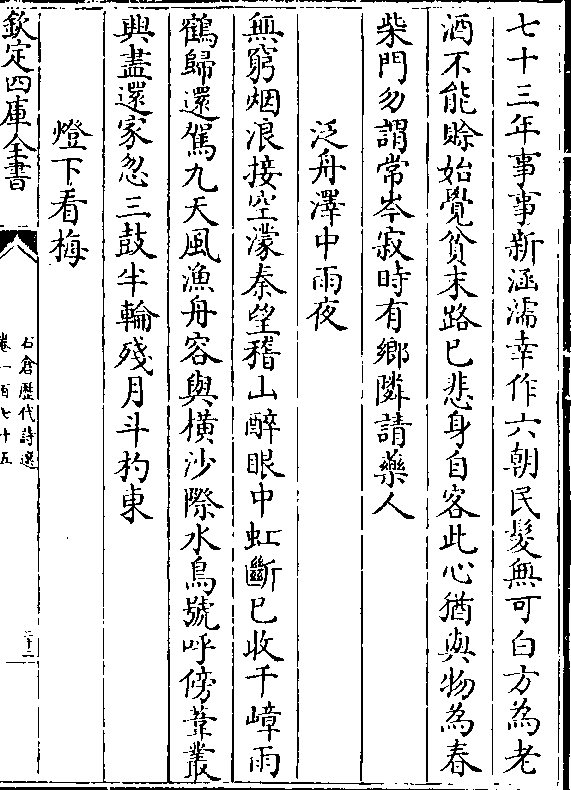 七十三年事事新涵濡幸作六朝民髪無可白方為老
酒不能賖始覺貧末路已悲身自客此心猶與物為春
柴門勿謂常岑寂時有鄉隣請藥人
泛舟澤中雨夜
無窮烟浪接空濛秦望稽山醉眼中虹斷已收千嶂雨
鶴歸還駕九天風漁舟容與橫沙際水鳥號呼傍葦叢
興盡還家忽三鼓半輪殘月斗杓東
燈下看梅
欽定四庫全書
石倉歴代詩選
卷一百七十五